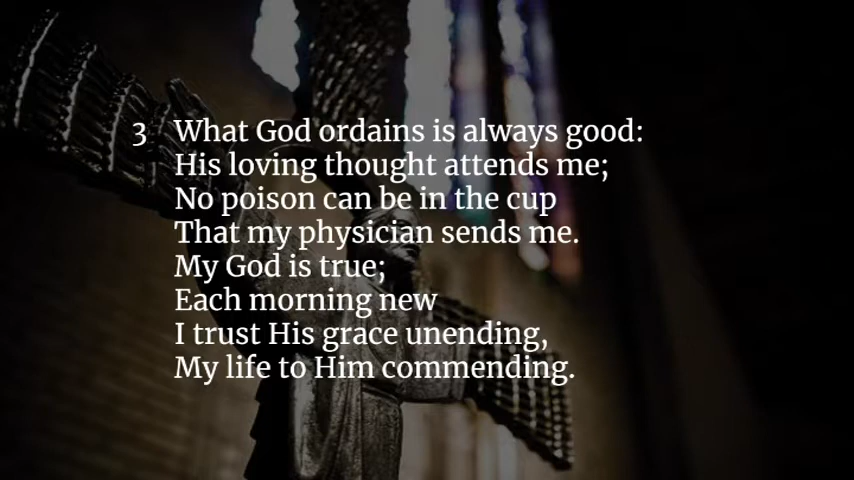 3 What God ordains is always good:
His loving thought attends me;
No poison can be in the cup
That my physician sends me.
My God is true;
Each morning new
I trust His grace unending,
My life to Him commending.